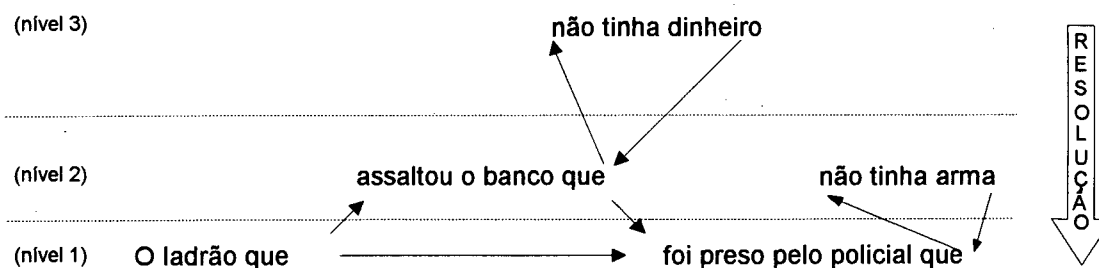 (nível 3) não tinha dinheiro
(nível 2) assaltou o banco que não tinha arma
(nível 1) O ladrão que foi preso pelo policial que
RESOLUÇÃO